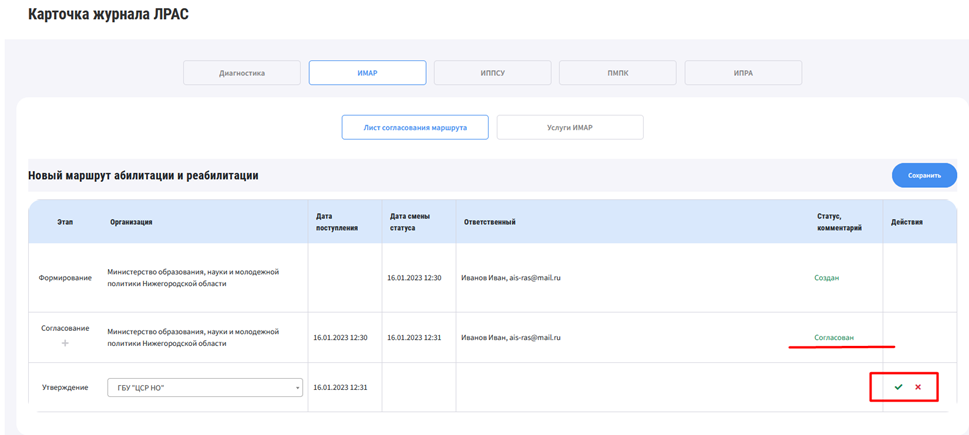 Карточка журнала ЛРАС
Диагностика
ИМАР
ИППСУ
ПМПК
ИПРА
Лист согласования маршрута
Услуги ИМАР
Новый маршрут абилитации и реабилитации
Сохранить
Этап
Организация
Дата
поступления
Дата смены
статуса
Ответственный
Статус,
комментарий
Действия
Формирование
Министерство образования, науки и молодежной
политики Нижегородской области
16.01.2023 12:30
Иванов Иван, ais-ras@mail.ru
Создан
Согласование
Министерство образования, науки и молодежной
политики Нижегородской области
16.01.2023 12:30
16.01.2023 12:31
Иванов Иван, ais-ras@mail.ru
Согласован
Утверждение
ГБУ "ЦСР НО"
16.01.2023 12:31